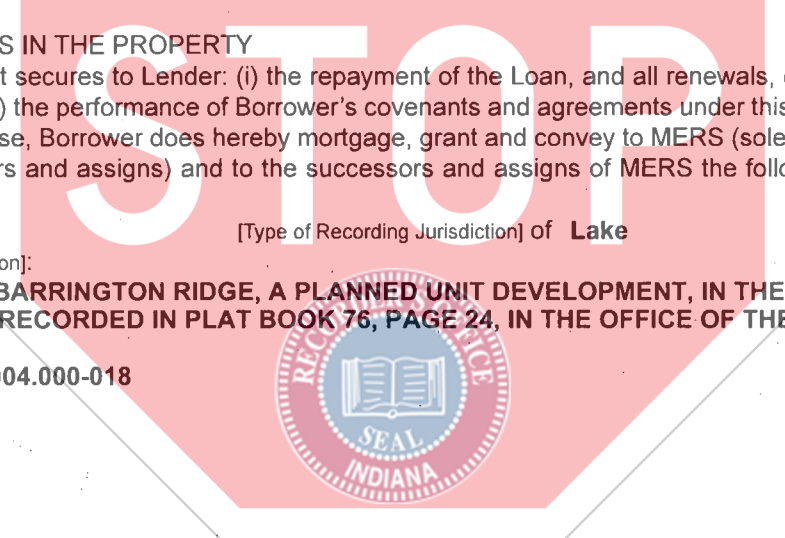 STOP
S IN THE PROPERTY
t secures to Lender: (i) the repayment of the Loan, and all renewals,
) the performance of Borrower's covenants and agreements under this
se, Borrower does hereby mortgage, grant and convey to MERS (sole
rs and assigns) and to the successors and assigns of MERS the follo
[Type of Recording Jurisdiction] of Lake
on]:
BARRINGTON RIDGE, A PLANNED UNIT DEVELOPMENT, IN THE
RECORDED IN PLAT BOOK 76, PAGE 24, IN THE OFFICE OF THE
004.000-018
RECORDER'S OFFICE
SEAL
INDIANA